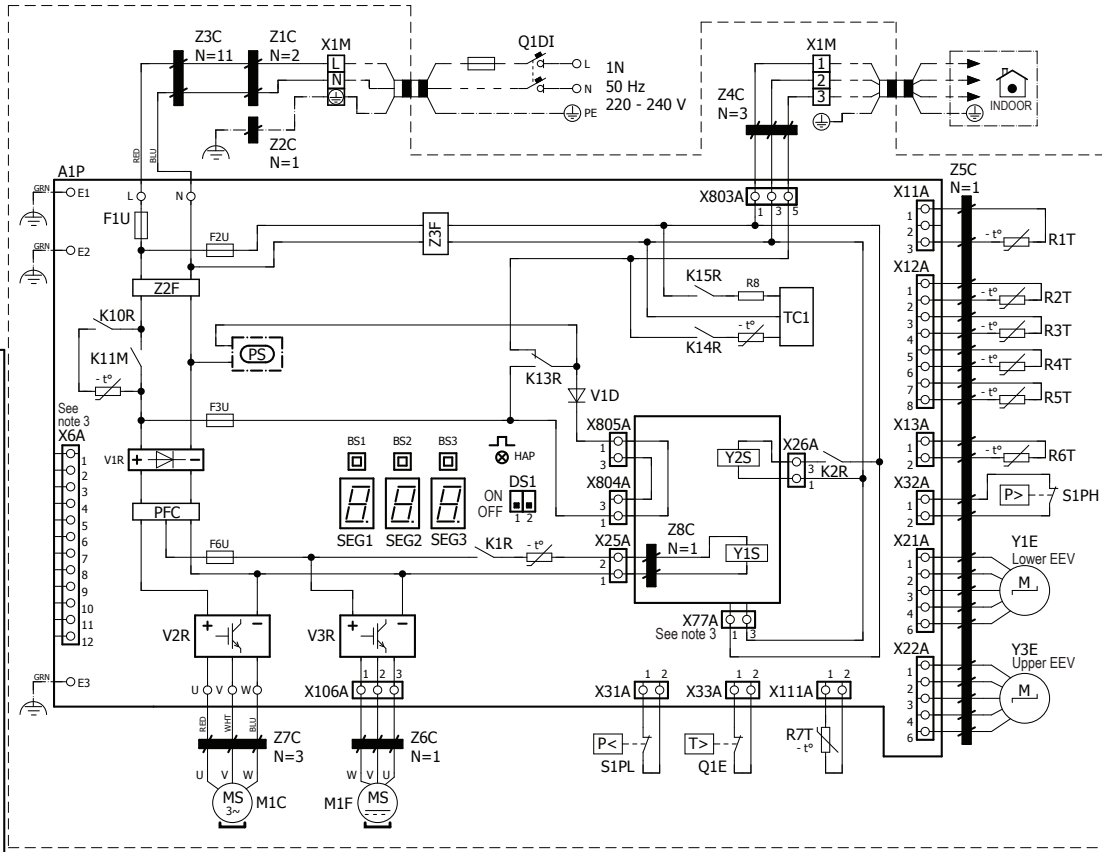 Z3C N=11
Z1C N=2
X1M
L
N
Q1DI
L
N
PE
1N
50 Hz
220 - 240 V
Z2C
N=1
Z4C
N=3
X1M
1
2
3
INDOOR
RED
BLU
A1P
GRN
E1
GRN
E2
L
N
F1U
F2U
Z3F
X803A
1 3 5
Z5C
N=1
X11A
1
2
3
- t° R1T
X12A
1
2
3
4
5
6
7
8
- t° R2T
- t° R3T
- t° R4T
- t° R5T
Z2F
K10R
K11M
- t°
PS
K15R
R8
K14R
- t°
TC1
K13R
V1D
F3U
See
note 3
X6A
1
2
3
4
5
6
7
8
9
10
11
12
V1R
+
PFC
F6U
BS1 BS2 BS3
HAP
SEG1 SEG2 SEG3
DS1
ON
OFF
1 2
K1R
- t°
X805A
1
3
X804A
3
1
X25A
2
1
Y2S
X26A
3
1
K2R
Z8C
N=1
Y1S
X77A
1 3
See note 3
X13A
1
2
- t° R6T
X32A
1
2
P> S1PH
X21A
1
2
3
4
6
Y1E
Lower EEV
M
X22A
1
2
3
4
6
Y3E
Upper EEV
M
V2R
+ −
V3R
+ −
X106A
1 2 3
GRN
E3
U V W
RED WHT BLU
Z7C
N=3
U V W
MS
3~
M1C
Z6C
N=1
W V U
M1F
MS
X31A
1 2
P<
S1PL
X33A
1 2
T>
Q1E
X111A
1 2
R7T
- t°